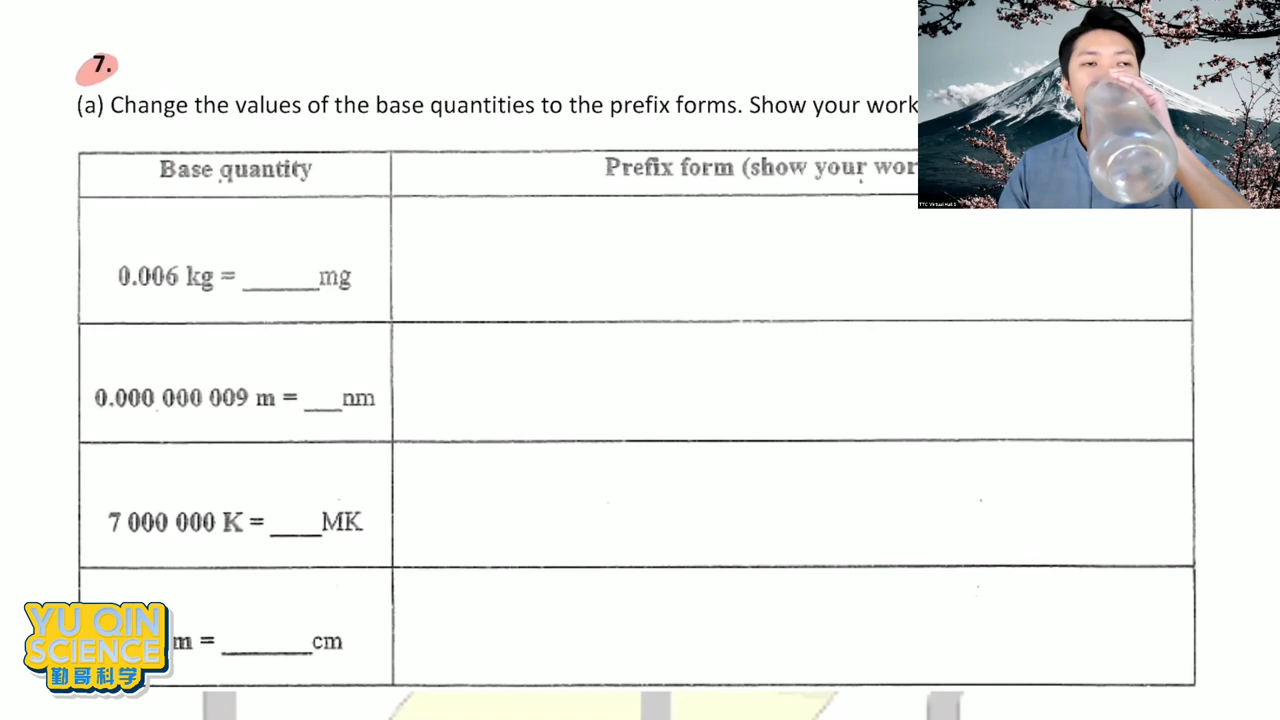 7.
(a) Change the values of the base quantities to the prefix forms. Show your work
Base quantity
Prefix form (show your wor
0.006 kg = ______mg
0.000 000 009 m = ___nm
7 000 000 K = ____MK
m = _______cm
YU QIN
SCIENCE
勤哥科学